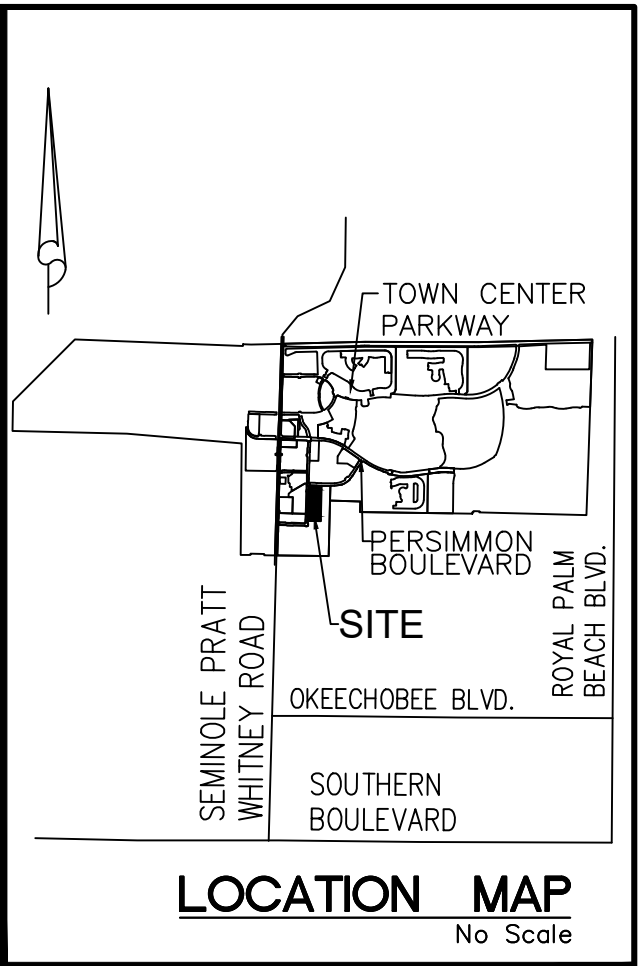 TOWN CENTER
PARKWAY
PERSIMMON
BOULEVARD
SITE
ROYAL PALM
BEACH BLVD.
SEMINOLE PRATT
WHITNEY ROAD
OKEECHOBEE BLVD.
SOUTHERN
BOULEVARD
LOCATION MAP
No Scale